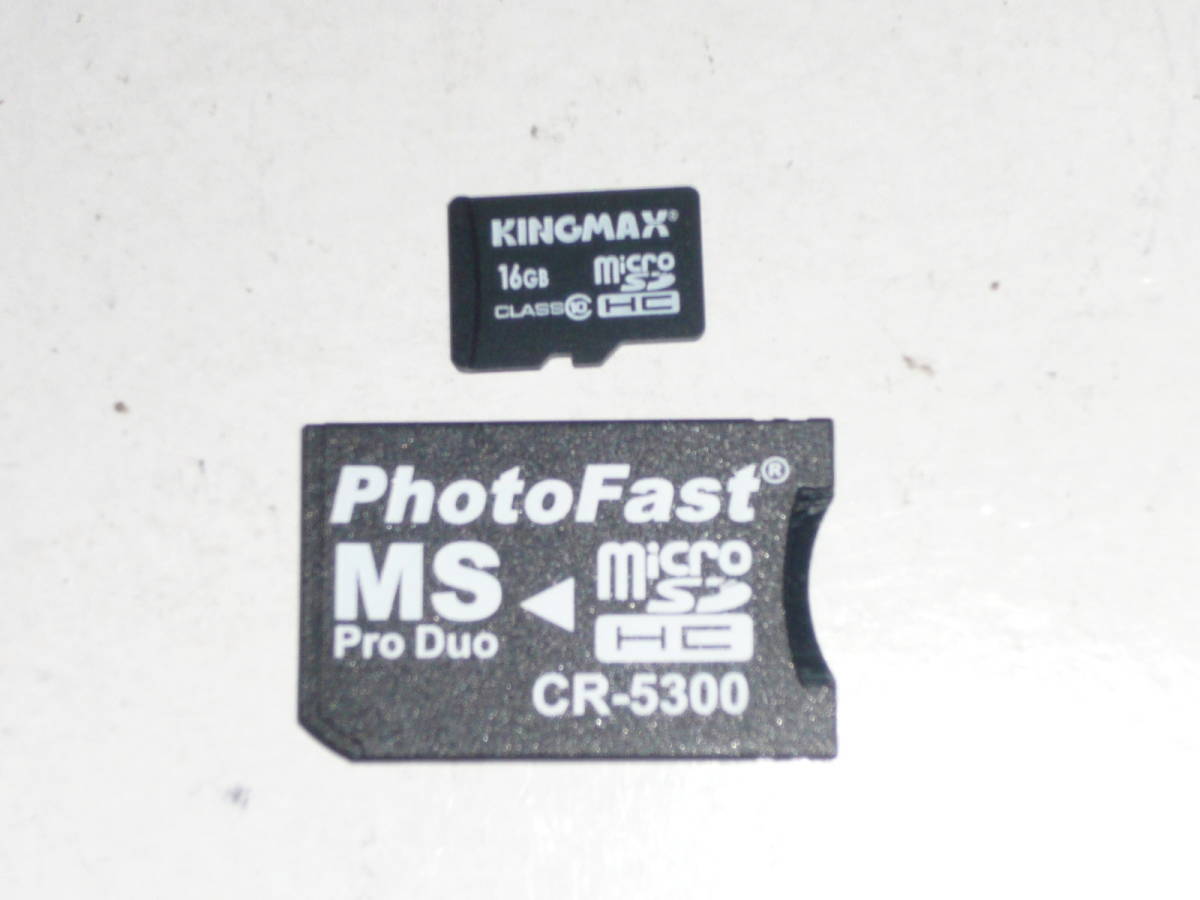 KINGMAX®
16GB micro SD
CLASS 10 HC
PhotoFast®
MS micro SD
Pro Duo HC
CR-5300